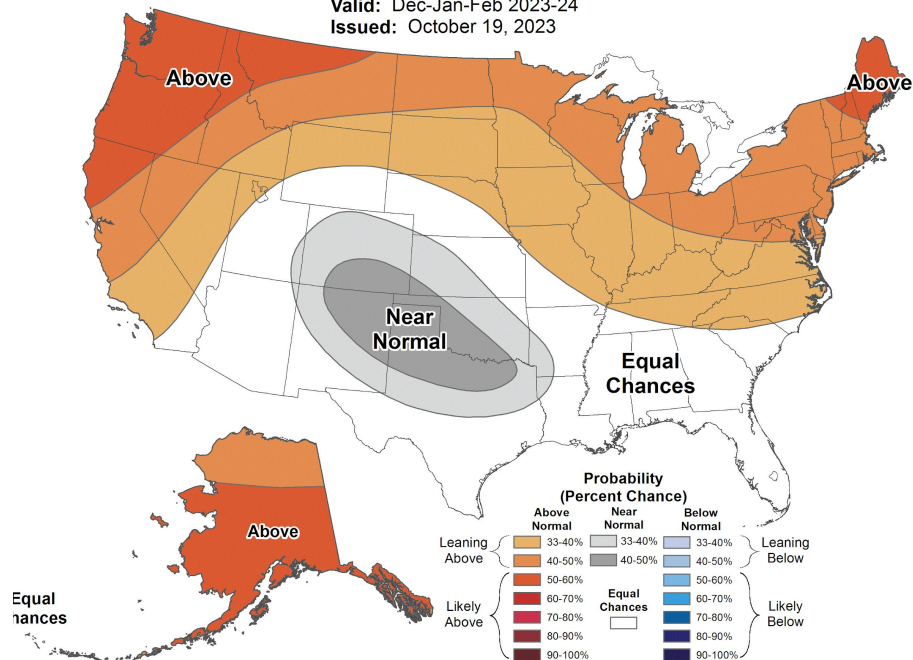 Valid: Dec-Jan-Feb 2023-24
Issued: October 19, 2023
Above
Above
Near
Normal
Equal
Chances
Above
Equal
hances
Probability
(Percent Chance)
Above
Normal
Near
Normal
Below
Normal
Leaning
Above
33-40%
40-50%
33-40%
40-50%
33-40%
40-50%
Leaning
Below
Likely
Above
50-60%
60-70%
70-80%
80-90%
90-100%
Equal
Chances
50-60%
60-70%
70-80%
80-90%
90-100%
Likely
Below